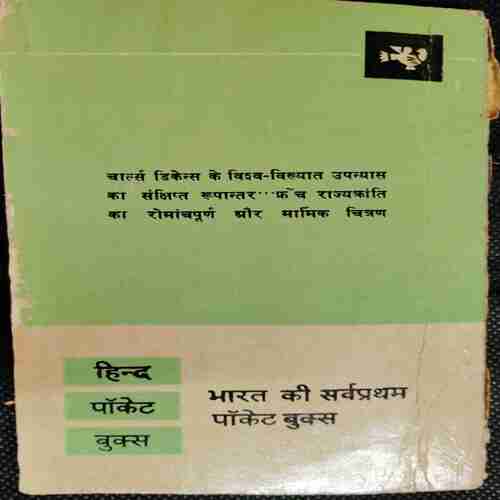 चार्ल्स डिकेन्स के विश्व-विख्यात उपन्यास
का संक्षिप्त रूपान्तर···फ्रेंच राज्यक्रांति
का रोमांचपूर्ण और मार्मिक चित्रण
हिन्द
पॉकेट
बुक्स
भारत की सर्वप्रथम
पॉकेट बुक्स